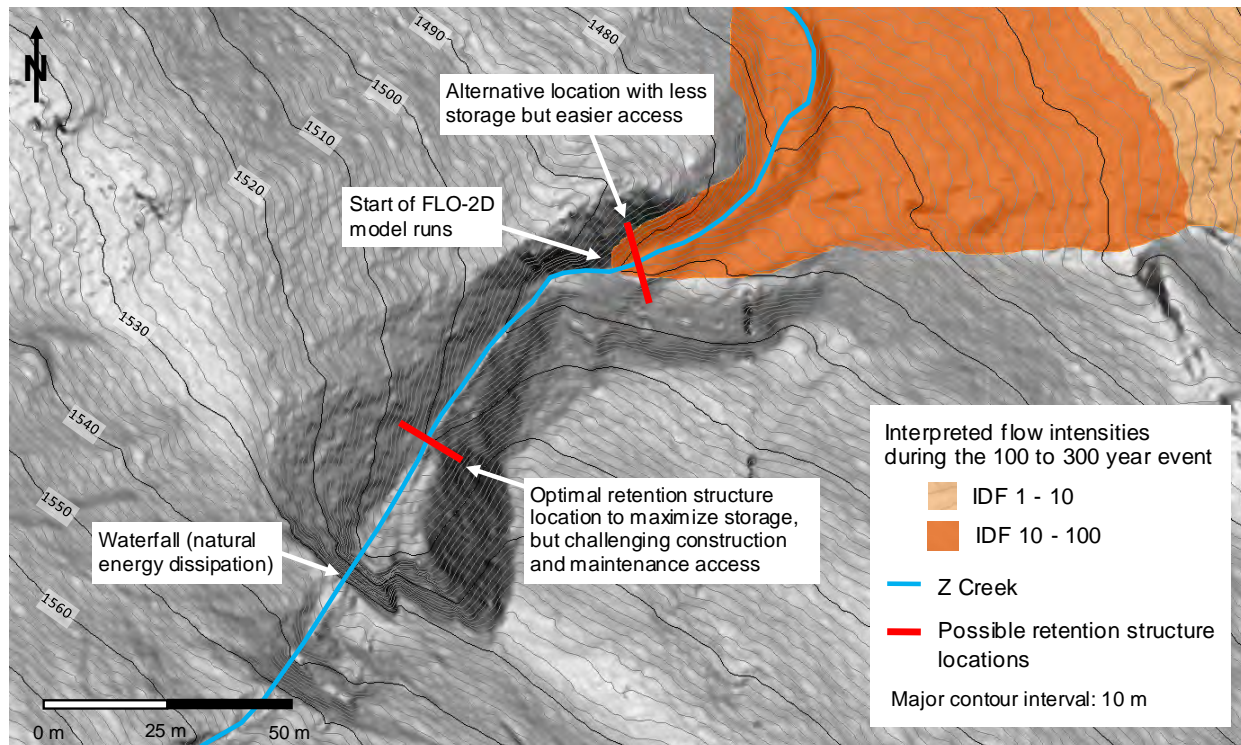 N
1490
1480
1500
1510
1520
1530
1540
1550
1560
Alternative location with less
storage but easier access
Start of FLO-2D
model runs
Optimal retention structure
location to maximize storage,
but challenging construction
and maintenance access
Waterfall (natural
energy dissipation)
0 m
25 m
50 m
Interpreted flow intensities
during the 100 to 300 year event
IDF 1 - 10
IDF 10 - 100
Z Creek
Possible retention structure
locations
Major contour interval: 10 m